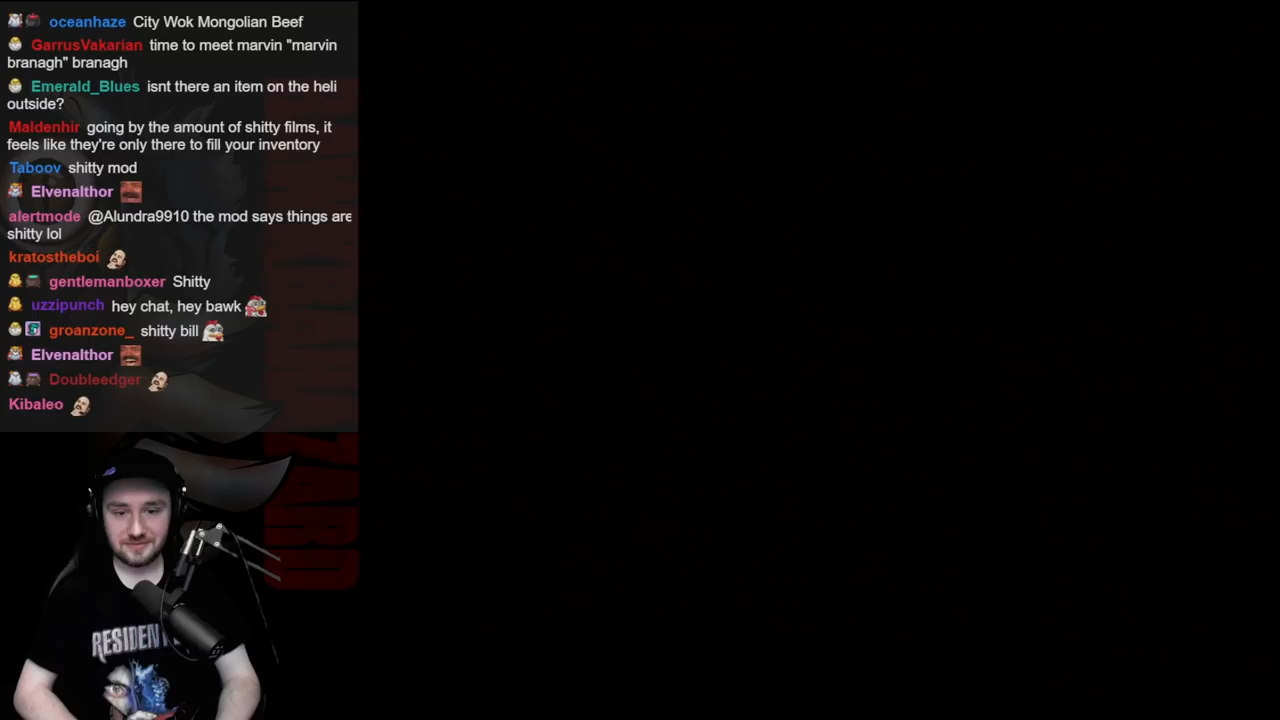 oceanhaze City Wok Mongolian Beef
GarrusVakarian time to meet marvin "marvin
branagh" branagh
Emerald_Blues isnt there an item on the heli
outside?
Maldenhir going by the amount of shitty films, it
feels like they're only there to fill your inventory
Taboov shitty mod
Elvenalthor
alertmode @Alundra9910 the mod says things are
shitty lol
kratostheboi
gentlemanboxer Shitty
uzzipunch hey chat, hey bawk
groanzone_ shitty bill
Elvenalthor
Doubleedger
Kibaleo
RESIDEN